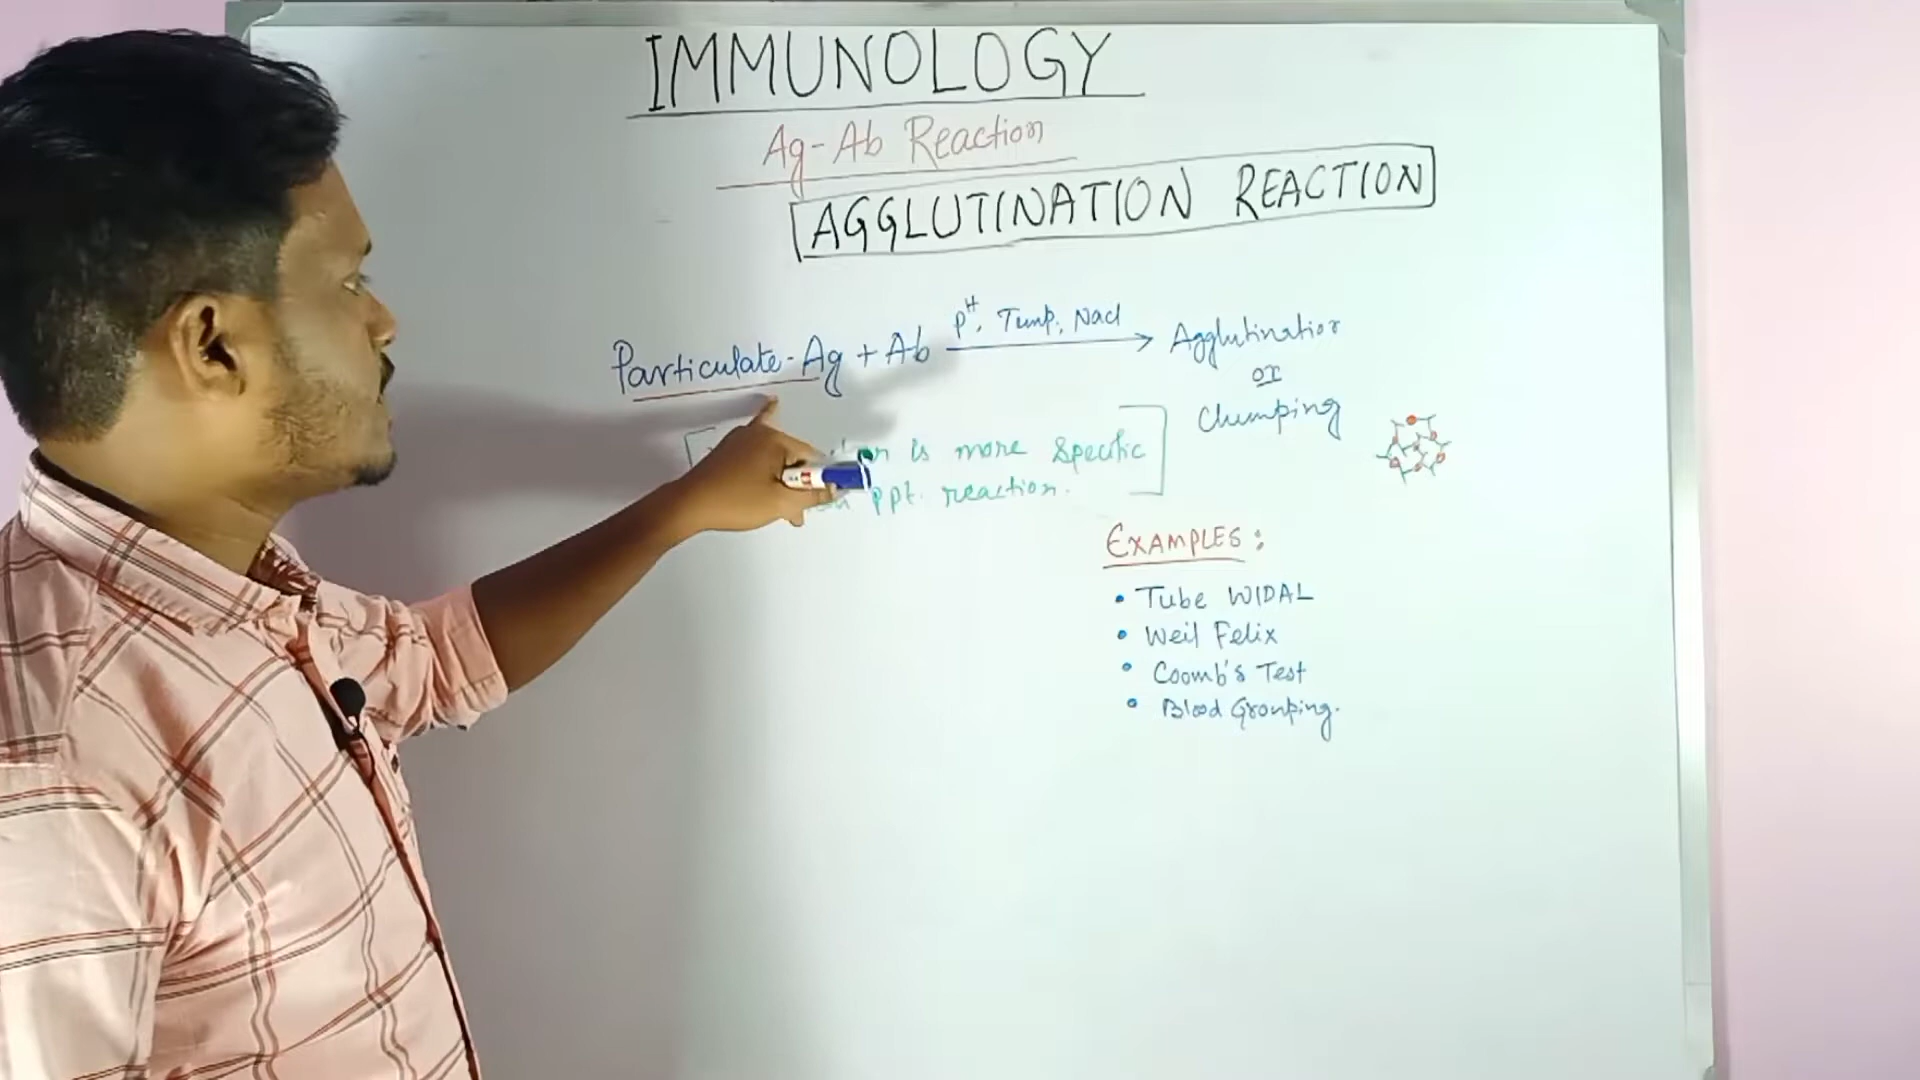 IMMUNOLOGY
Ag-Ab Reaction
AGGLUTINATION REACTION
Particulate-Ag + Ab
pH, Temp, Nacl
Agglutination
or
Clumping
is more specific
ppt. reaction.
EXAMPLES:
• Tube WIDAL
• Weil Felix
• Coomb's Test
• Blood Grouping.